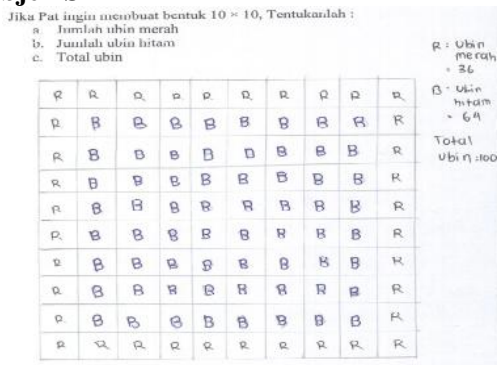 Jika Pat ingin membuat bentuk 10 × 10, Tentukanlah :
a. Jumlah ubin merah
b. Jumlah ubin hitam
c. Total ubin
R : Ubin
merah
= 36
B : Ubin
hitam
= 64
Total
Ubin :100
R R R R R R R R R R
R B B B B B B B B R
R B B B B B B B B R
R B B B B B B B B R
R B B B B B B B B R
R B B B B B B B B R
R B B B B B B B B R
R B B B B B B B B R
R B B B B B B B B R
R R R R R R R R R R